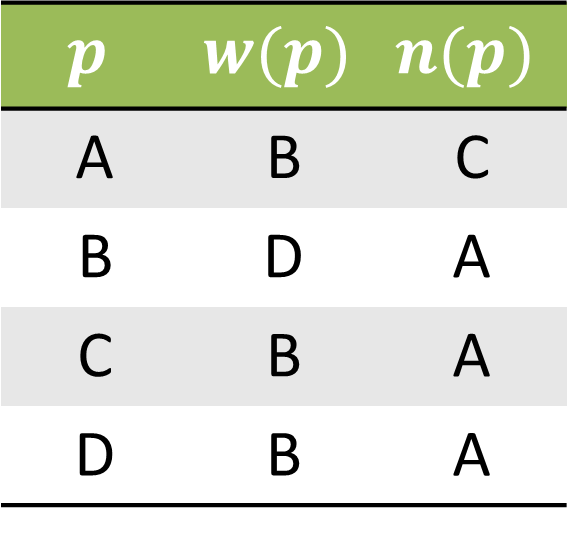 p w(p) n(p)
A B C
B D A
C B A
D B A